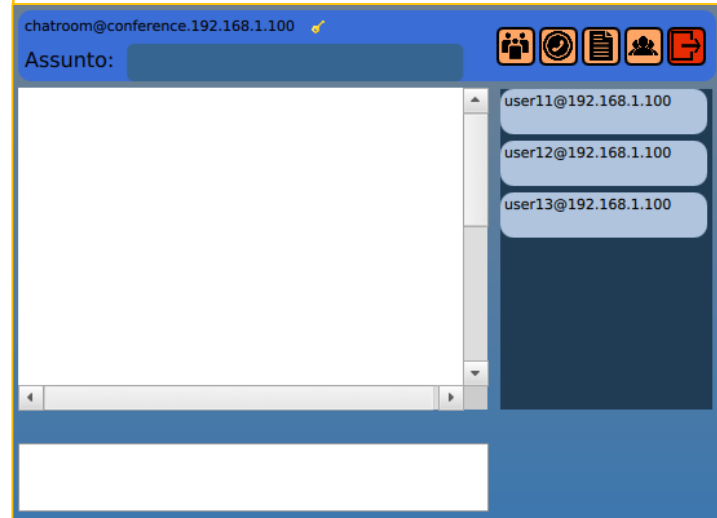 chatroom@conference.192.168.1.100
Assunto:
user11@192.168.1.100
user12@192.168.1.100
user13@192.168.1.100